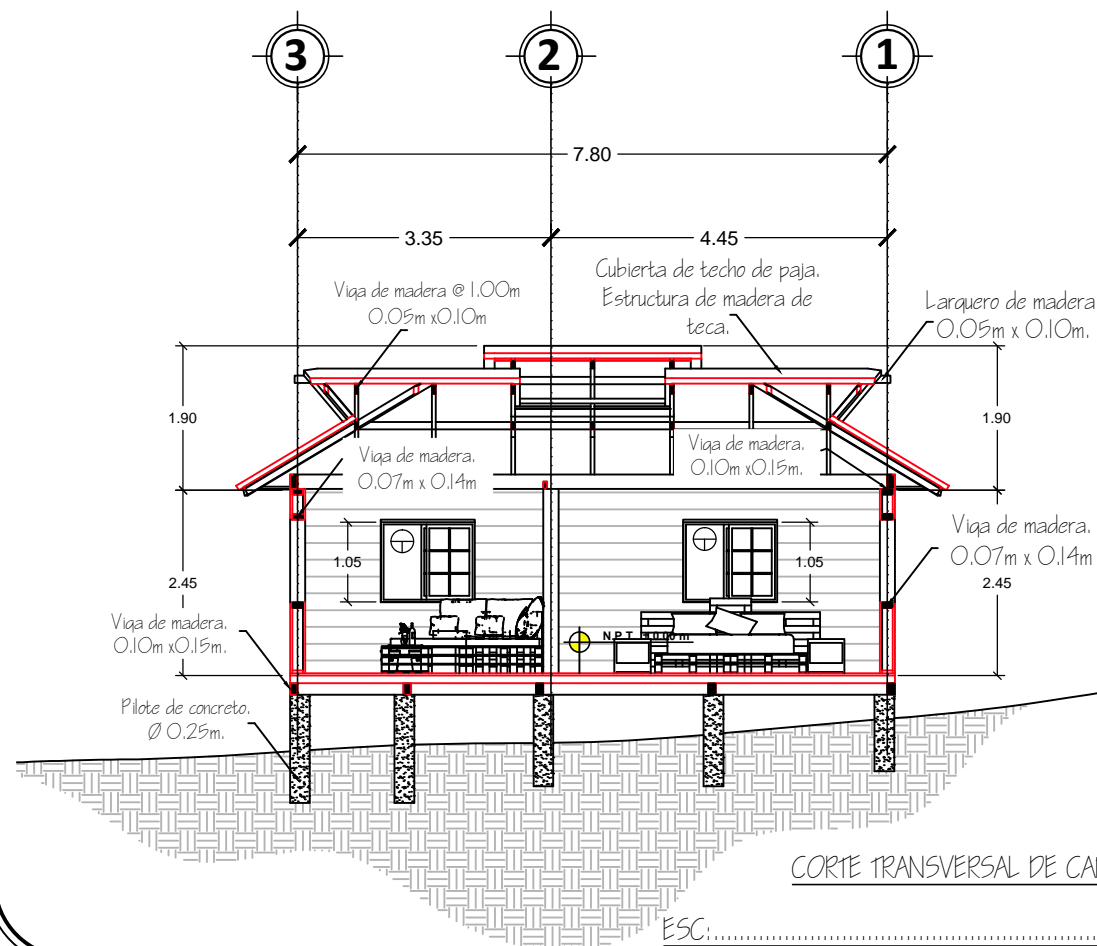 3
2
1
7.80
3.35
4.45
Viga de madera @ 1.00m
0.05m x0.10m
Cubierta de techo de paja.
Estructura de madera de
teca.
Larguero de madera
0.05m x 0.10m.
1.90
1.90
Viga de madera.
0.07m x 0.14m
Viga de madera.
0.10m x0.15m.
Viga de madera.
0.07m x 0.14m
1.05
1.05
2.45
2.45
Viga de madera.
0.10m x0.15m.
N.P.T.
Pilote de concreto.
Ø 0.25m.
CORTE TRANSVERSAL DE
ESC: